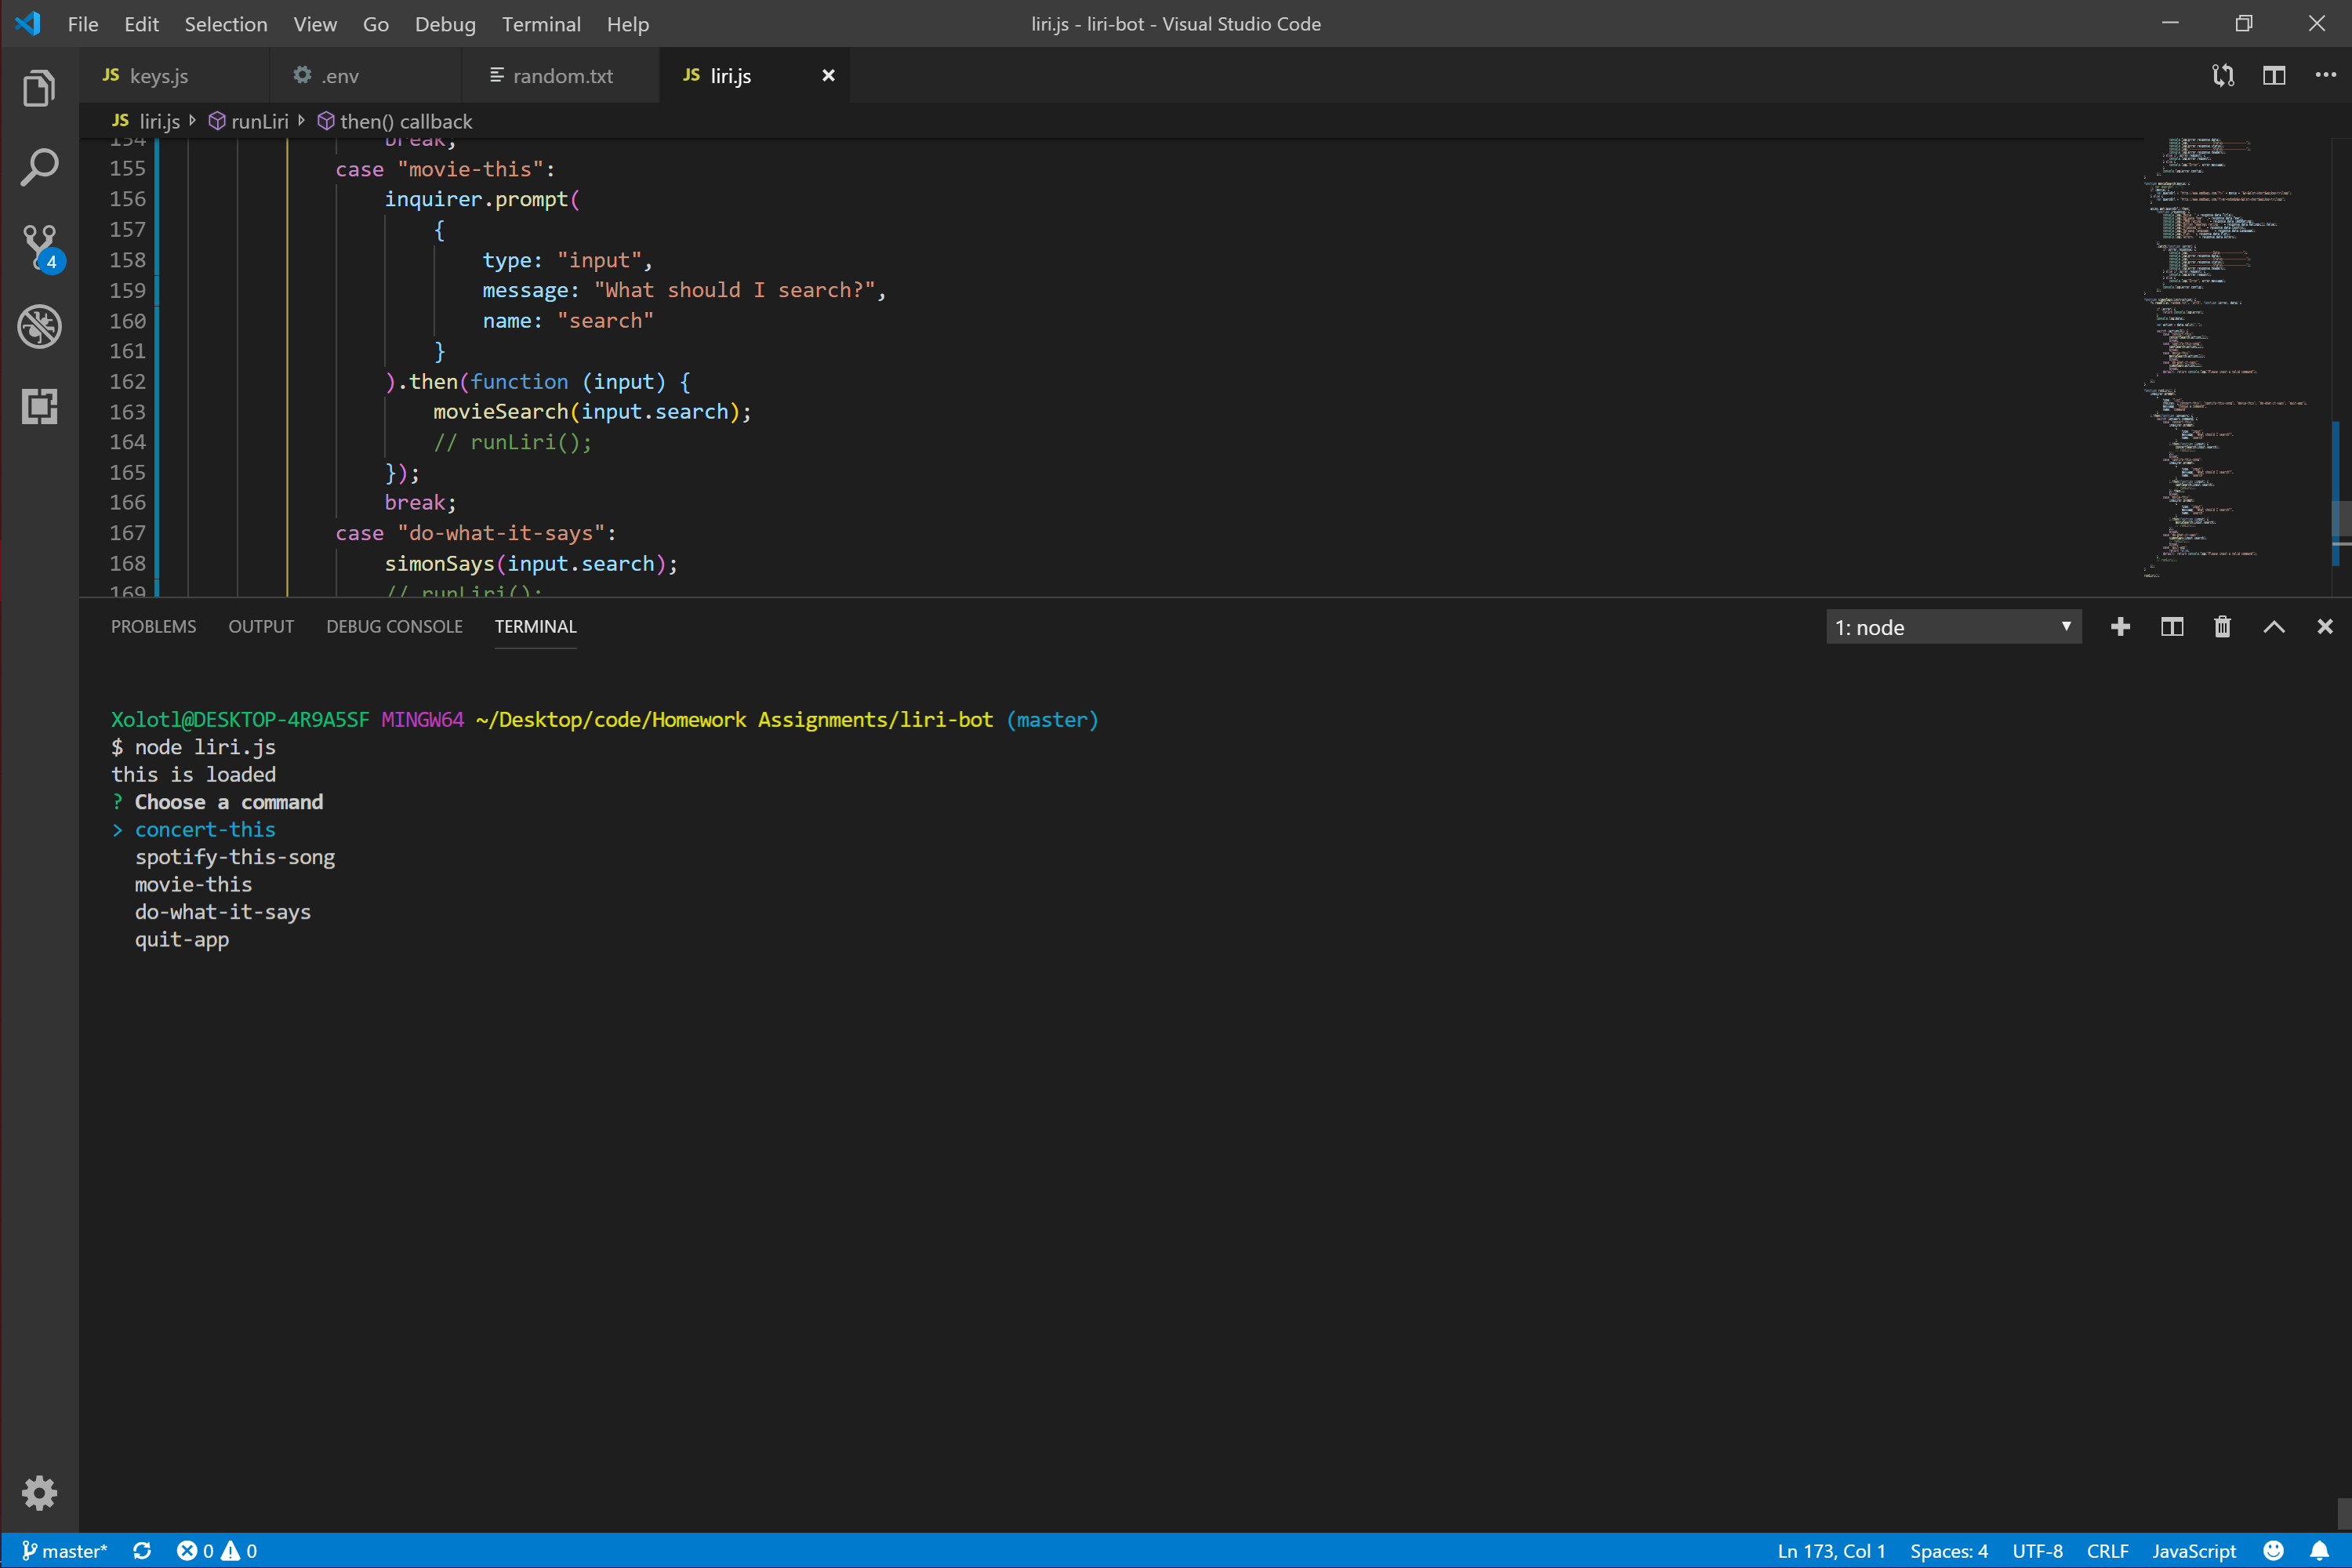 File Edit Selection View Go Debug Terminal Help liri.js - liri-bot - Visual Studio Code
JS keys.js .env random.txt JS liri.js
JS liri.js runLiri then() callback
154 break;
155 case "movie-this":
156 inquirer.prompt(
157 {
158 type: "input",
159 message: "What should I search?",
160 name: "search"
161 }
162 ).then(function (input) {
163 movieSearch(input.search);
164 // runLiri();
165 });
166 break;
167 case "do-what-it-says":
168 simonSays(input.search);
169 // runLiri();
4
PROBLEMS OUTPUT DEBUG CONSOLE TERMINAL 1: node
Xolotl@DESKTOP-4R9A5SF MINGW64 ~/Desktop/code/Homework Assignments/liri-bot (master)
$ node liri.js
this is loaded
? Choose a command
> concert-this
spotify-this-song
movie-this
do-what-it-says
quit-app
master* 0 0 Ln 173, Col 1 Spaces: 4 UTF-8 CRLF JavaScript